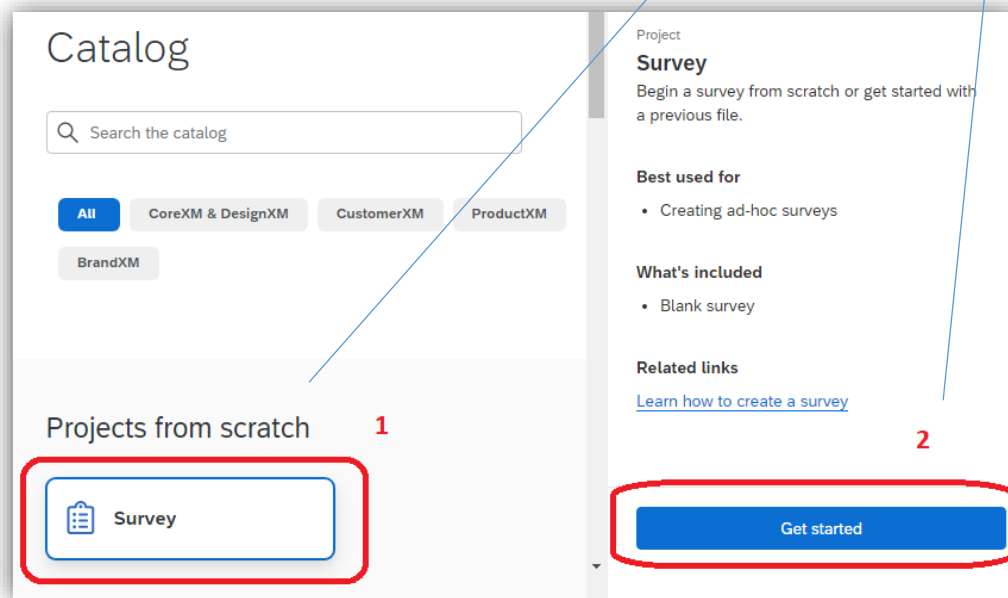 Catalog
Search the catalog
All
CoreXM & DesignXM
CustomerXM
ProductXM
BrandXM
Projects from scratch
1
Survey
Project
Survey
Begin a survey from scratch or get started with
a previous file.
Best used for
• Creating ad-hoc surveys
What's included
• Blank survey
Related links
Learn how to create a survey
2
Get started